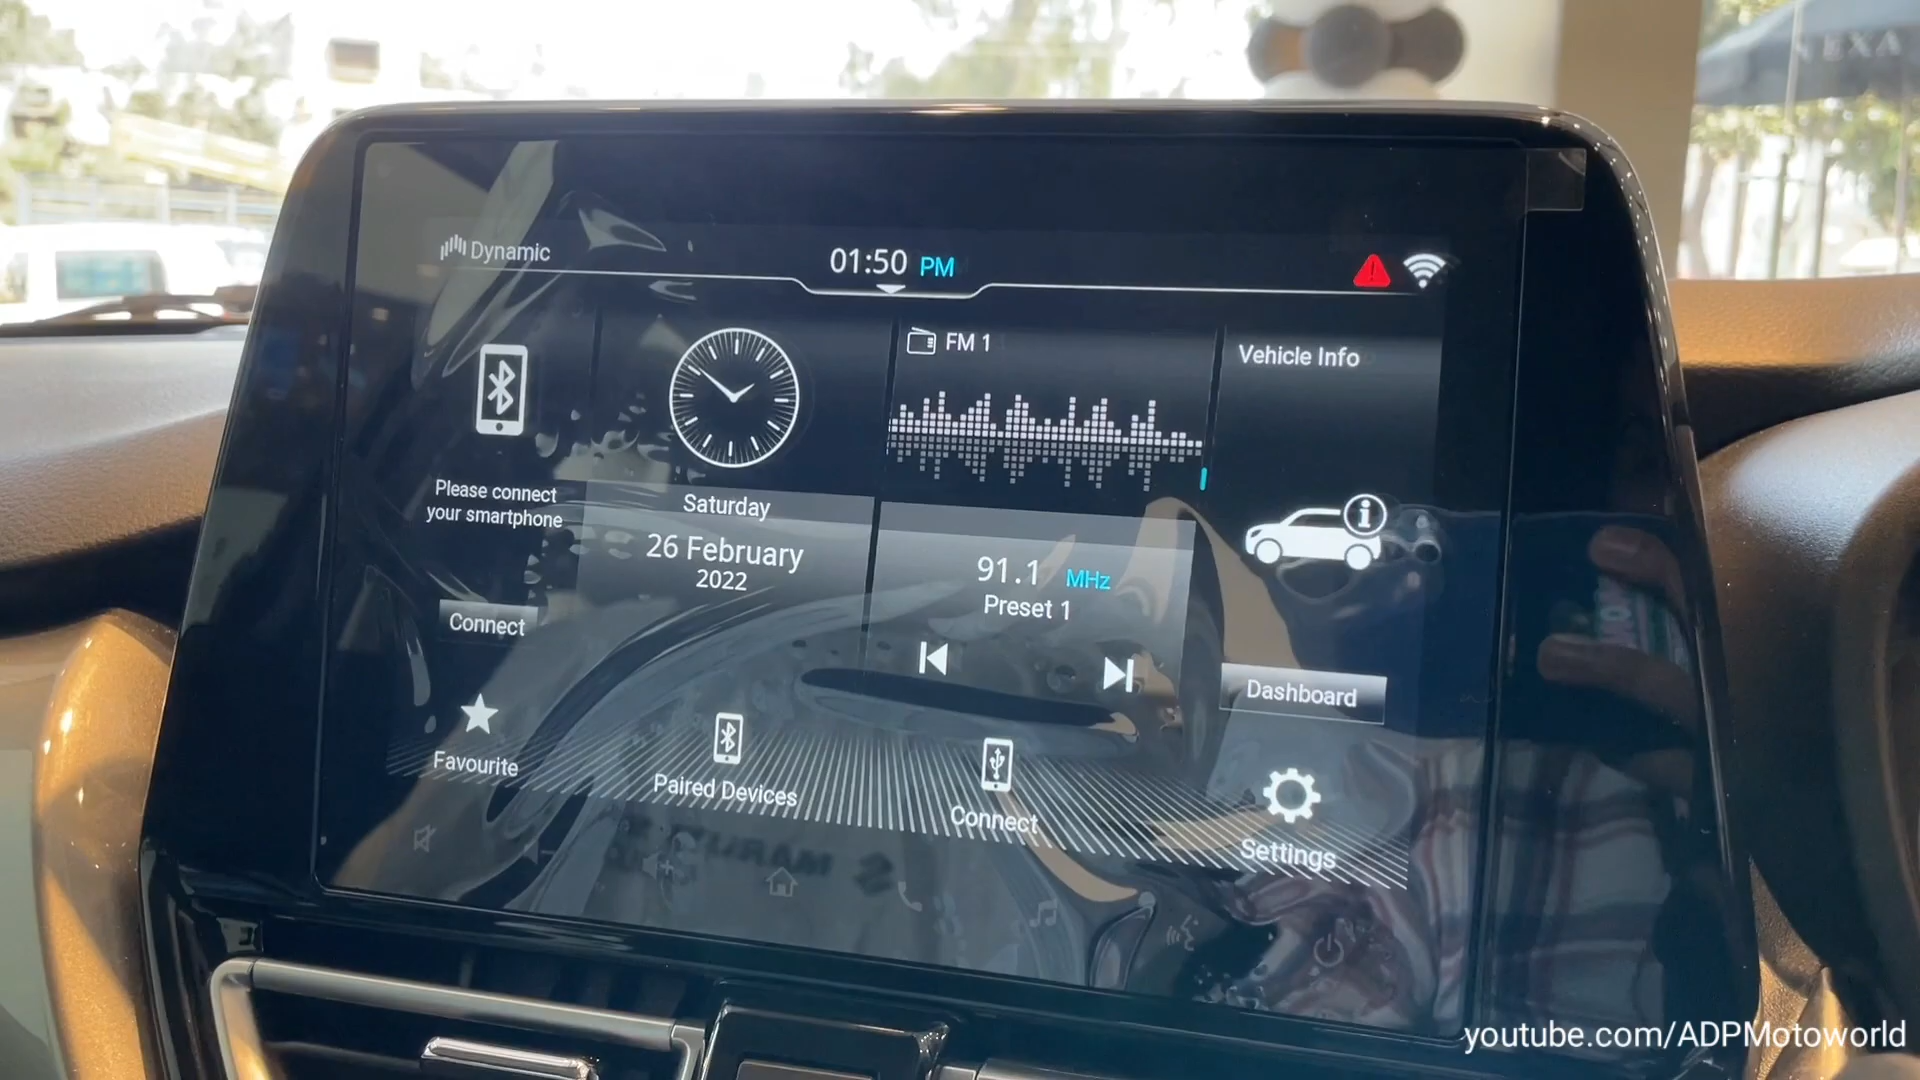 NEXA
Dynamic
01:50 PM
FM 1
Vehicle Info
Please connect
your smartphone
Saturday
26 February
2022
91.1 MHz
Preset 1
Connect
Dashboard
Favourite
Paired Devices
Connect
Settings
youtube.com/ADPMotoworld